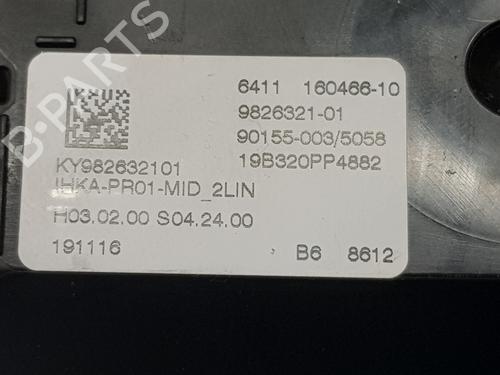 6411 160466-10
9826321-01
90155-003/5058
19B320PP4882
KY982632101
IHKA-PR01-MID_2LIN
H03.02.00 S04.24.00
191116 B6 8612
B-PARTS